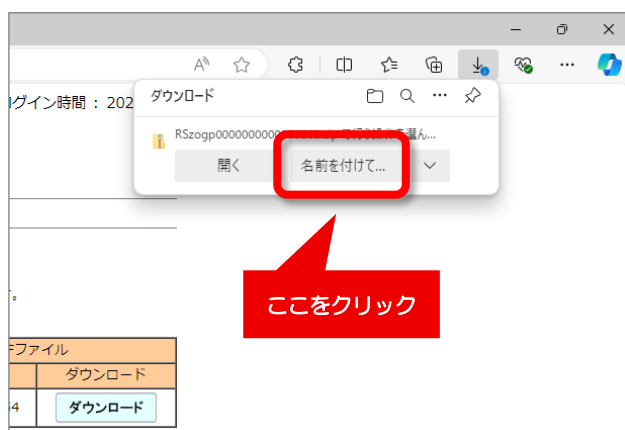 グイン時間 : 202
ダウンロード
RSzogp0000000000
開く
名前を付けて...
ここをクリック
ファイル
ダウンロード
ダウンロード